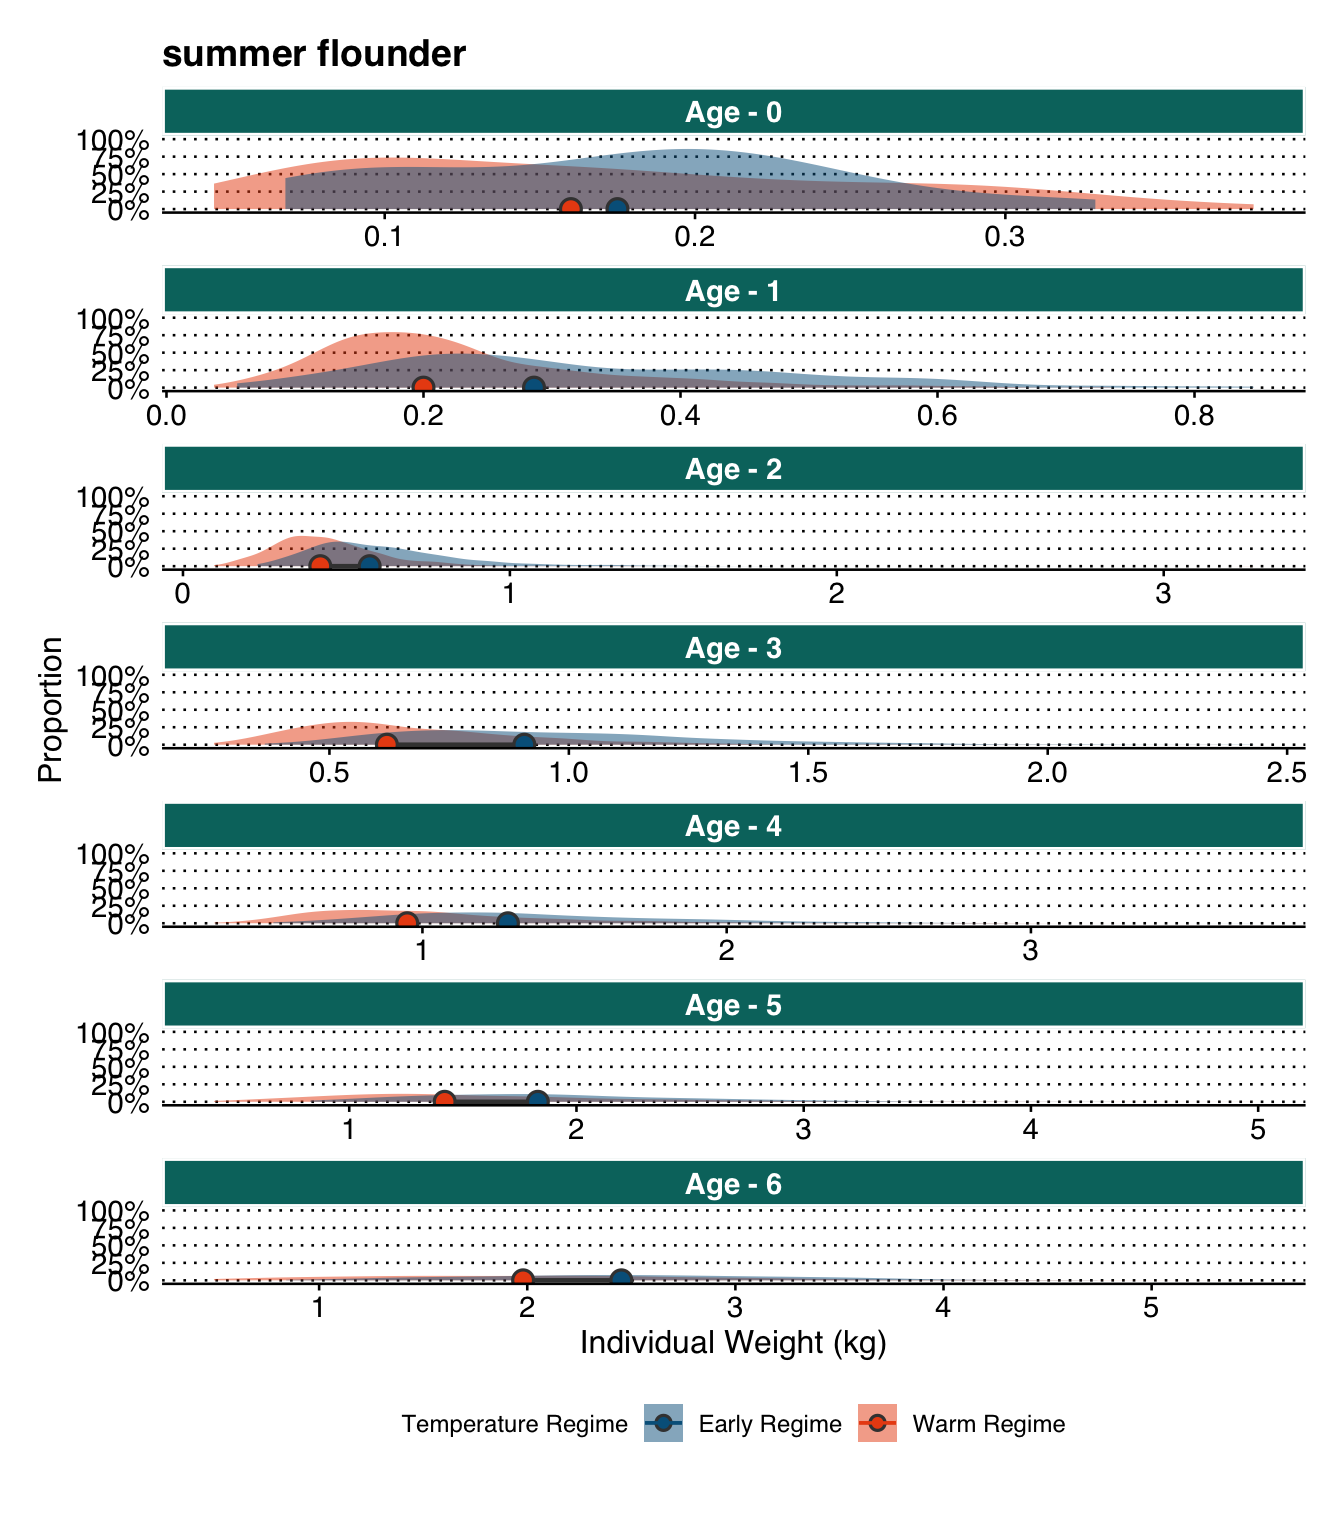 summer flounder
Age - 0
100%
75%
50%
25%
0%
0.1 0.2 0.3
Age - 1
100%
75%
50%
25%
0%
0.0 0.2 0.4 0.6 0.8
Age - 2
100%
75%
50%
25%
0%
0 1 2 3
Age - 3
100%
75%
50%
25%
0%
0.5 1.0 1.5 2.0 2.5
Proportion
Age - 4
100%
75%
50%
25%
0%
1 2 3
Age - 5
100%
75%
50%
25%
0%
1 2 3 4 5
Age - 6
100%
75%
50%
25%
0%
1 2 3 4 5
Individual Weight (kg)
Temperature Regime Early Regime Warm Regime